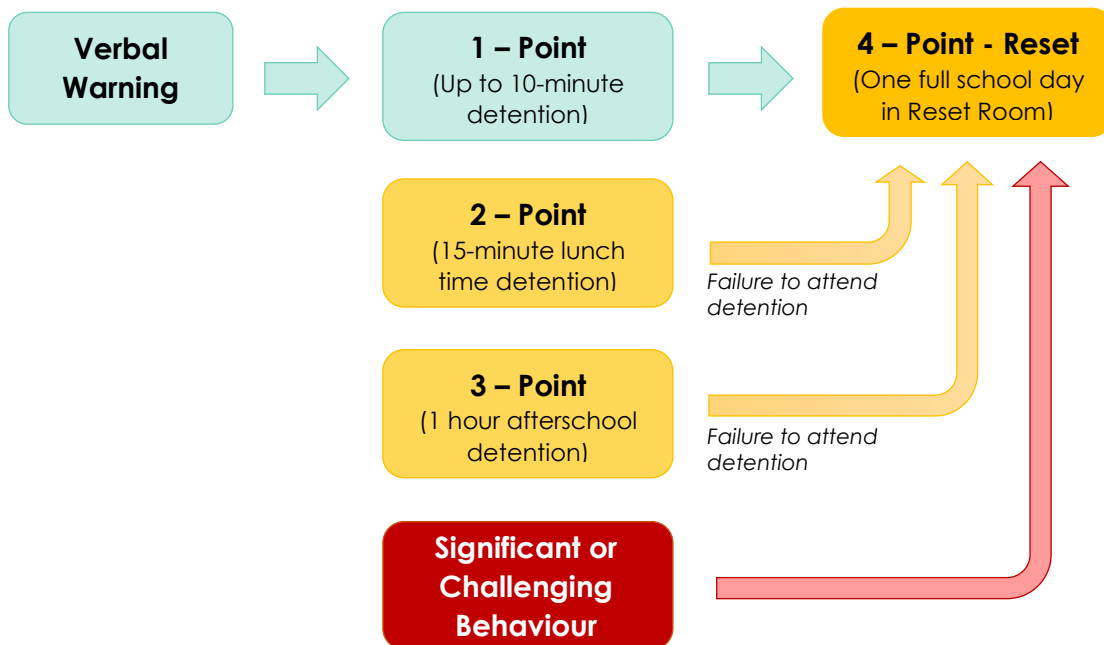 Verbal
Warning
1 – Point
(Up to 10-minute
detention)
4 – Point - Reset
(One full school day
in Reset Room)
2 – Point
(15-minute lunch
time detention)
Failure to attend
detention
3 – Point
(1 hour afterschool
detention)
Failure to attend
detention
Significant or
Challenging
Behaviour